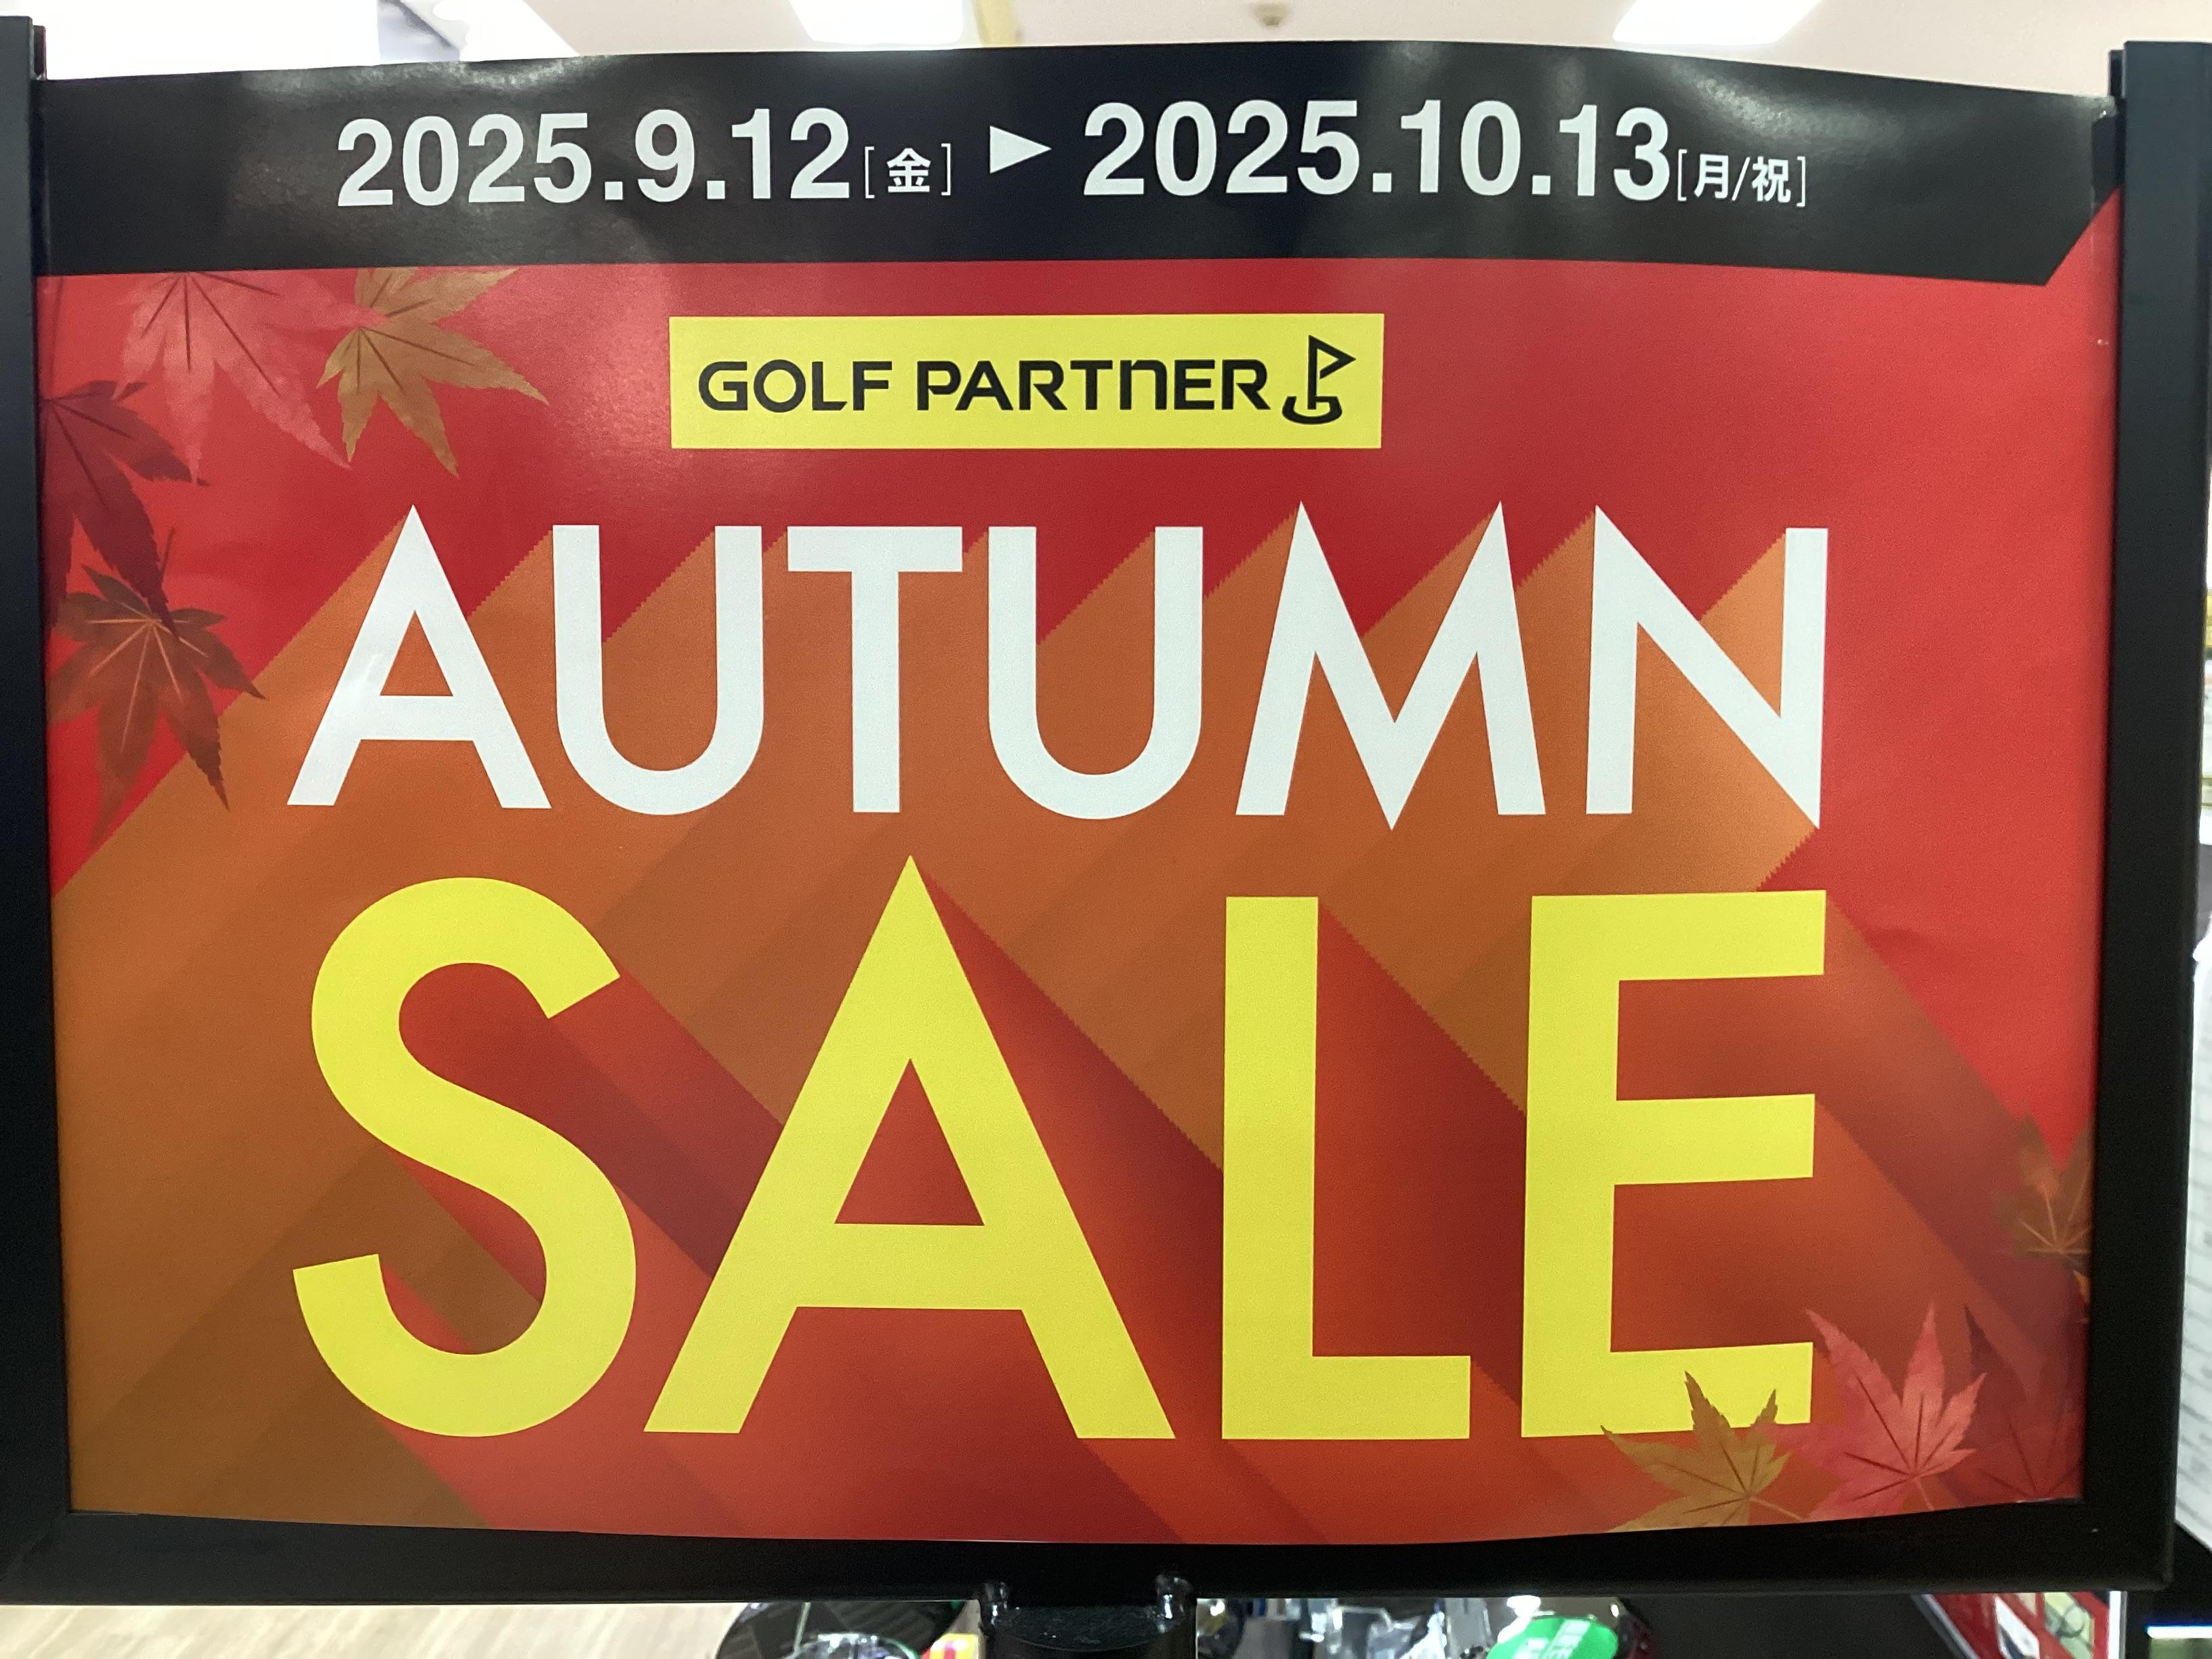 2025.9.12[金] ▶ 2025.10.13[月/祝]
GOLF PARTNER
AUTUMN
SALE